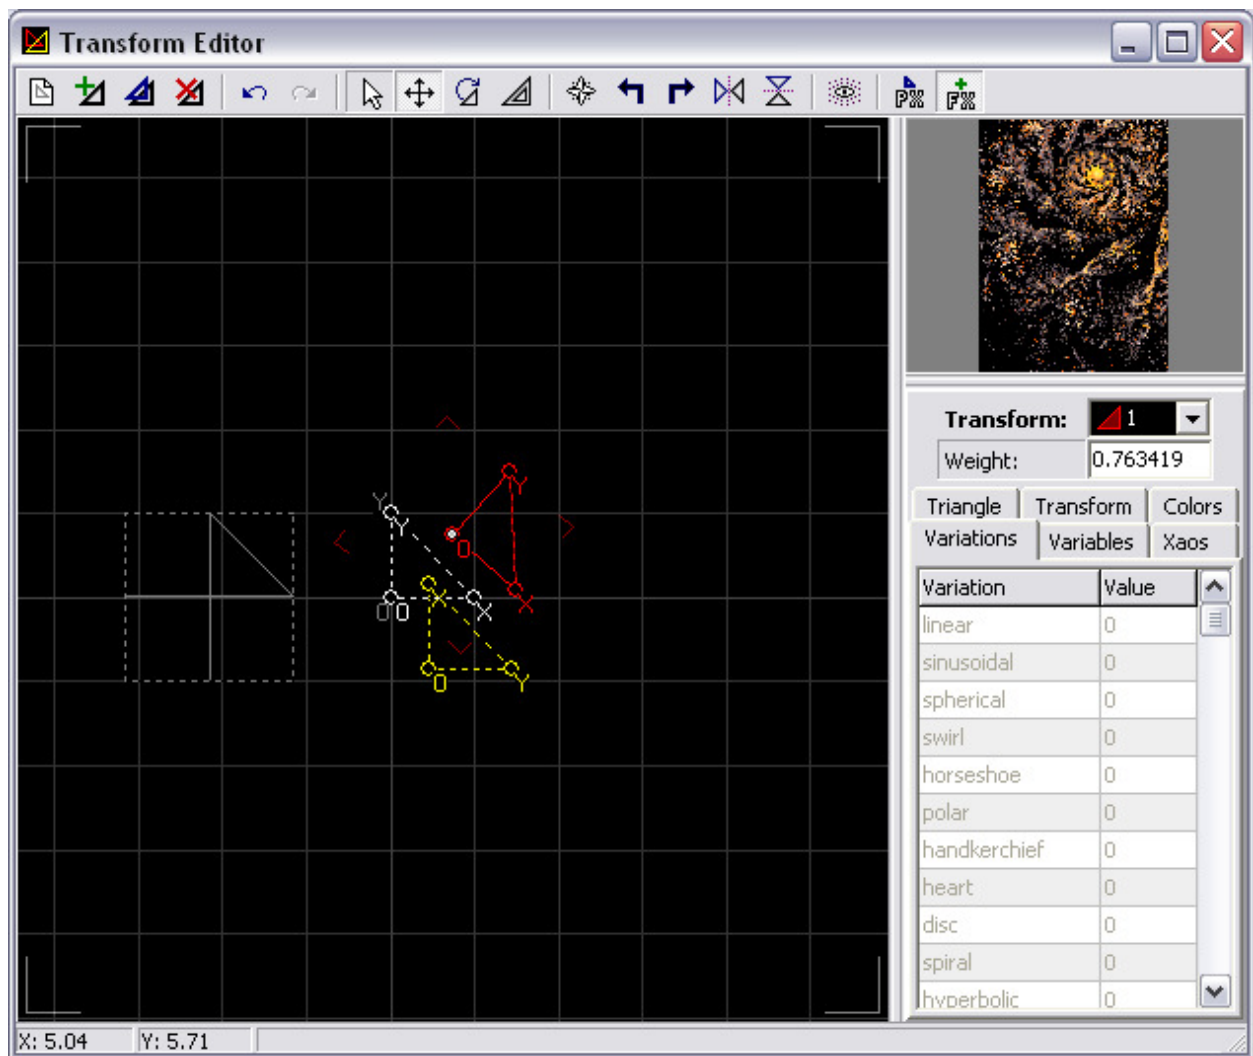 Transform Editor
PX
FX
Transform: 1
Weight: 0.763419
Triangle Transform Colors
Variations Variables Xaos
Variation Value
linear 0
sinusoidal 0
spherical 0
swirl 0
horseshoe 0
polar 0
handkerchief 0
heart 0
disc 0
spiral 0
hyperbolic 0
Y
Y
Y
O
X
O O
X
X
O
Y
X: 5.04 Y: 5.71